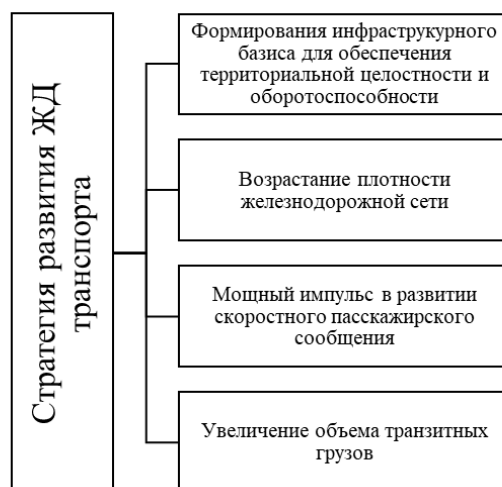 Стратегия развития ЖД
транспорта
Формирования инфраструкурного
базиса для обеспечения
территориальной целостности и
оборотоспособности
Возрастание плотности
железнодорожной сети
Мощный импульс в развитии
скоростного пасскажирского
сообщения
Увеличение объема транзитных
грузов